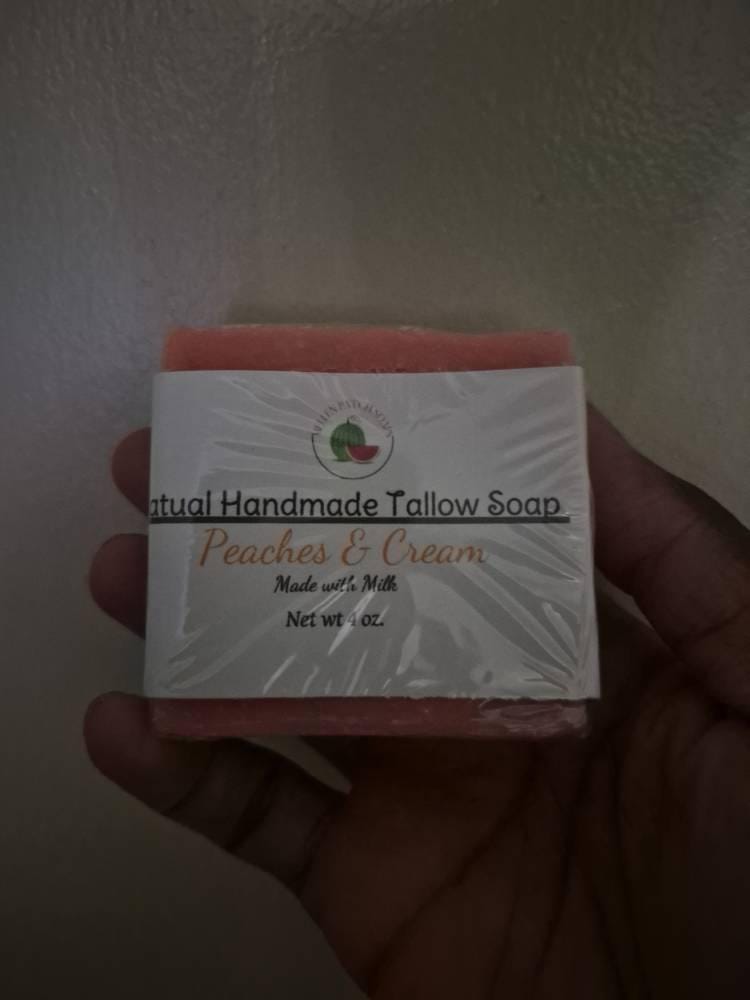 atual Handmade Tallow Soap
Peaches & Cream
Made with Milk
Net wt 4 oz.